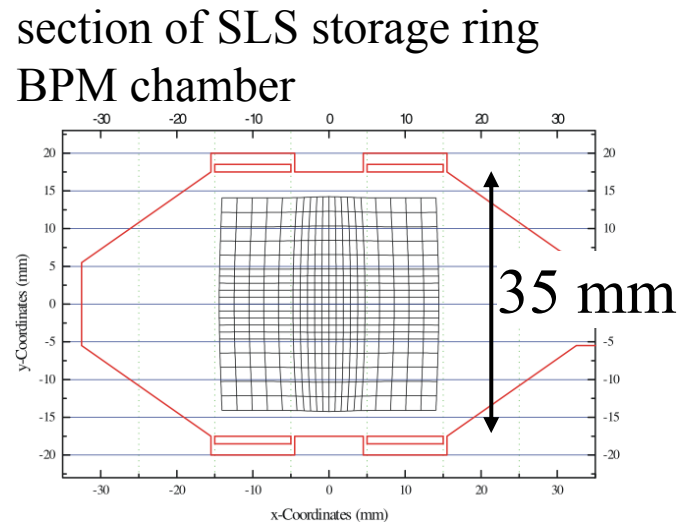 section of SLS storage ring
BPM chamber
-30 -20 -10 0 10 20 30
20 20
15 15
10 10
5
0
-5 -5
-10 -10
-15 -15
-20 -20
35 mm
y-Coordinates (mm)
-30 -20 -10 0 10 20 30
x-Coordinates (mm)